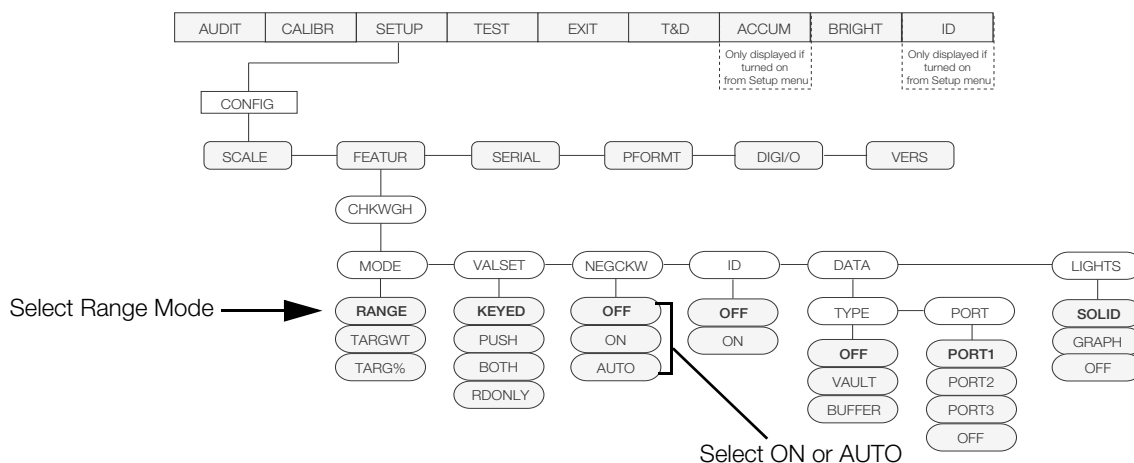 AUDIT CALIBR SETUP TEST EXIT T&D ACCUM BRIGHT ID
Only displayed if
turned on
from Setup menu
Only displayed if
turned on
from Setup menu
CONFIG
SCALE FEATUR SERIAL PFORMT DIGI/O VERS
CHKWGH
MODE VALSET NEGCKW ID DATA LIGHTS
Select Range Mode
RANGE KEYED OFF OFF TYPE PORT SOLID
TARGWT PUSH ON ON OFF PORT1 GRAPH
TARG% BOTH AUTO VAULT PORT2 OFF
RDONLY BUFFER PORT3
OFF
Select ON or AUTO